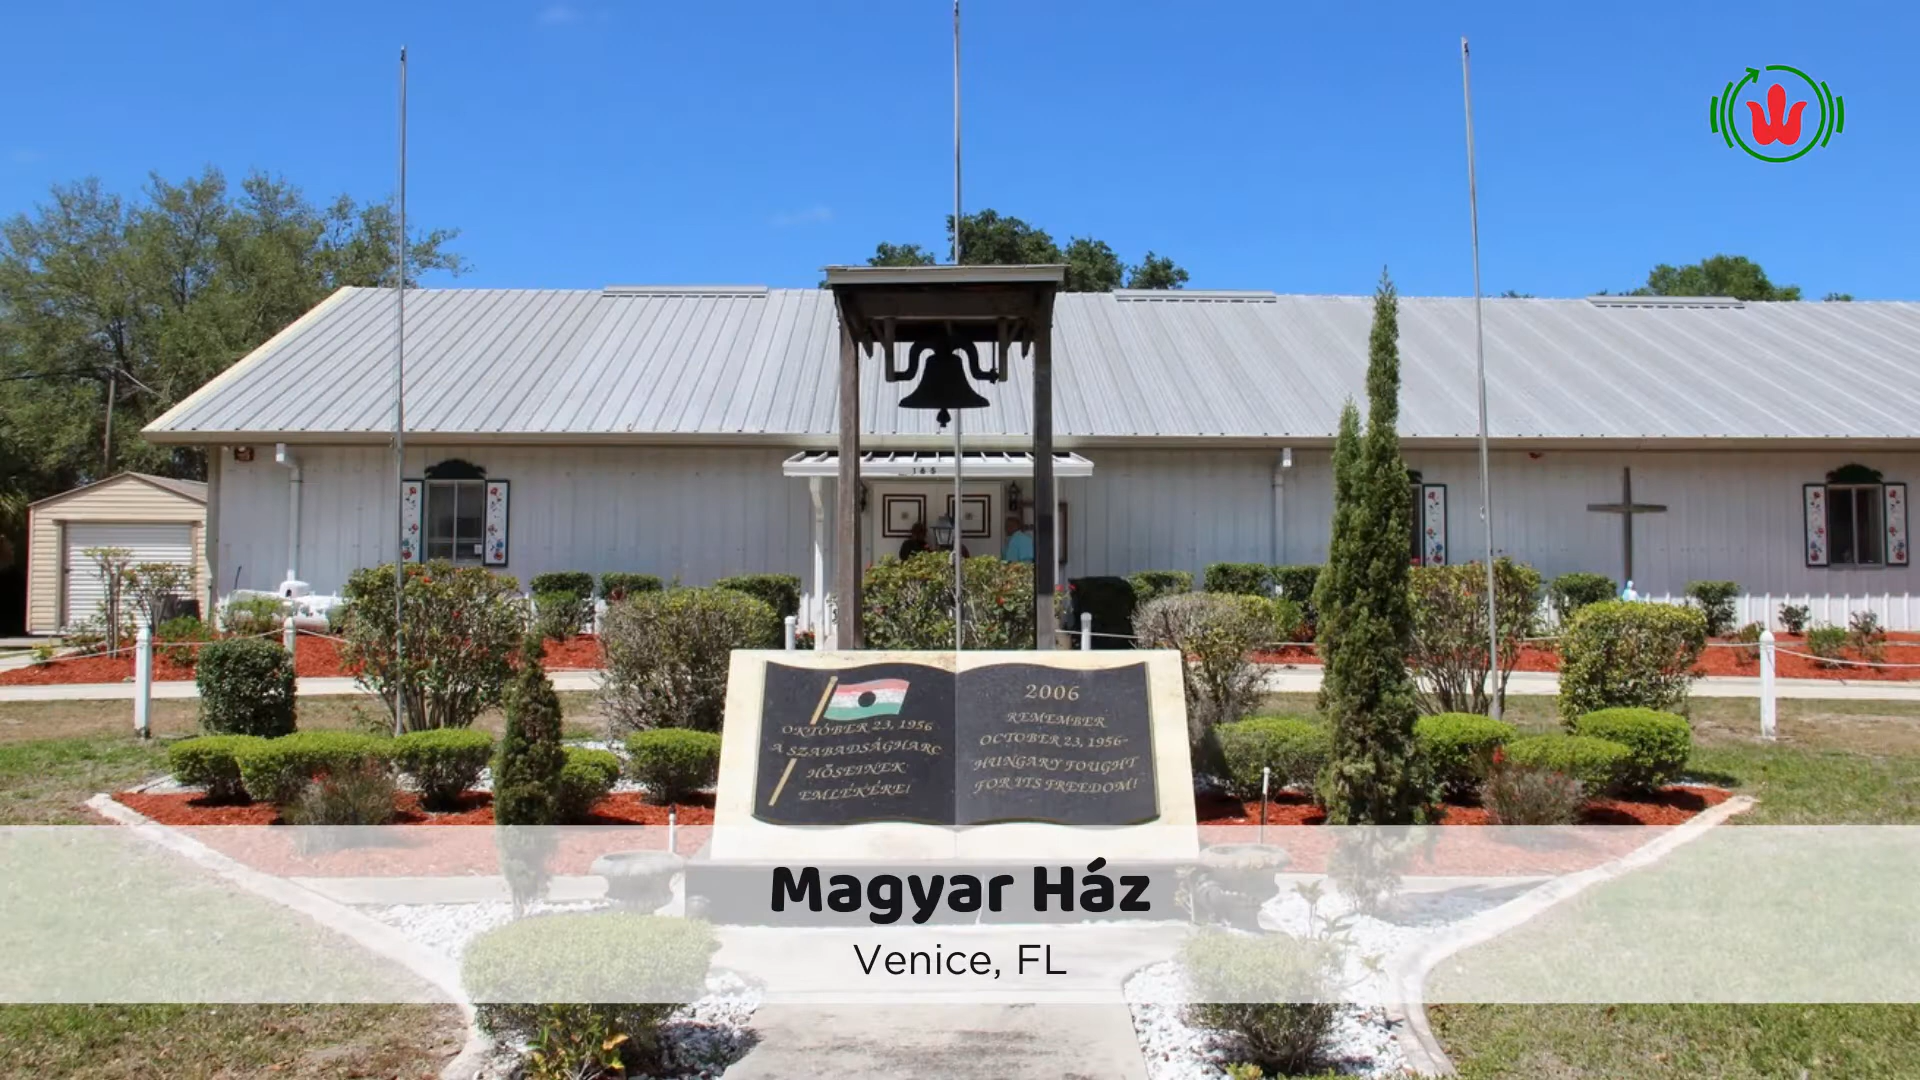 165
OKTÓBER 23, 1956
A SZABADSÁGHARC
HŐSEINEK
EMLÉKÉRE!
2006
REMEMBER
OCTOBER 23, 1956-
HUNGARY FOUGHT
FOR ITS FREEDOM!
Magyar Ház
Venice, FL